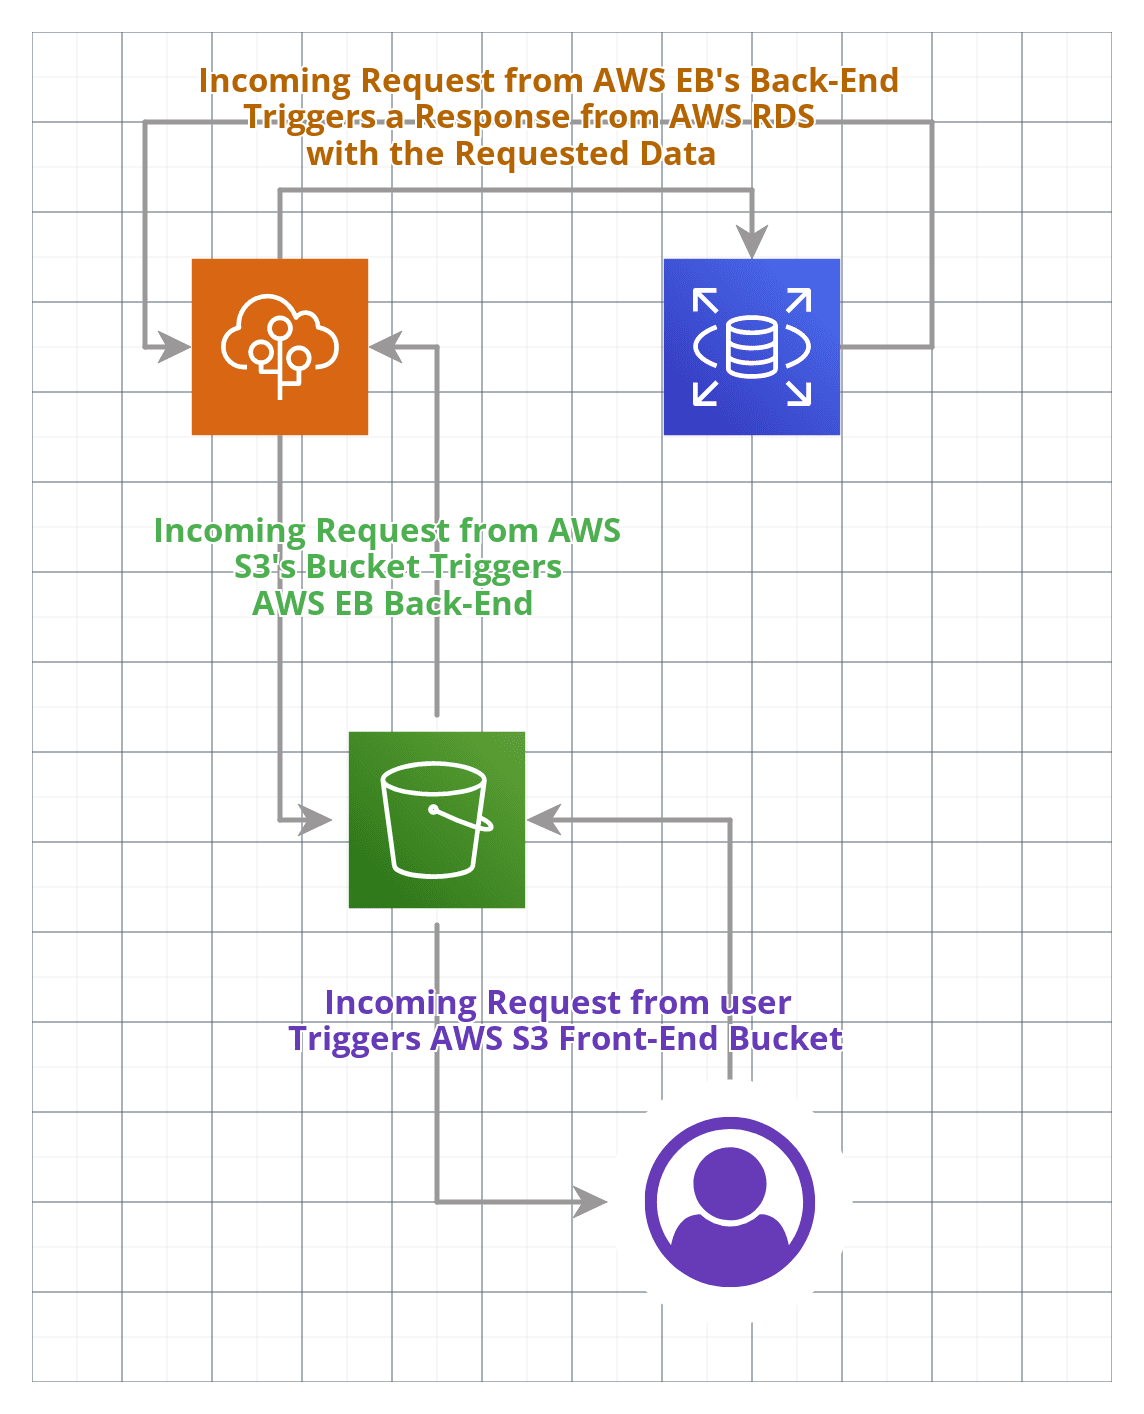 Incoming Request from AWS EB's Back-End
Triggers a Response from AWS RDS
with the Requested Data
Incoming Request from AWS
S3's Bucket Triggers
AWS EB Back-End
Incoming Request from user
Triggers AWS S3 Front-End Bucket